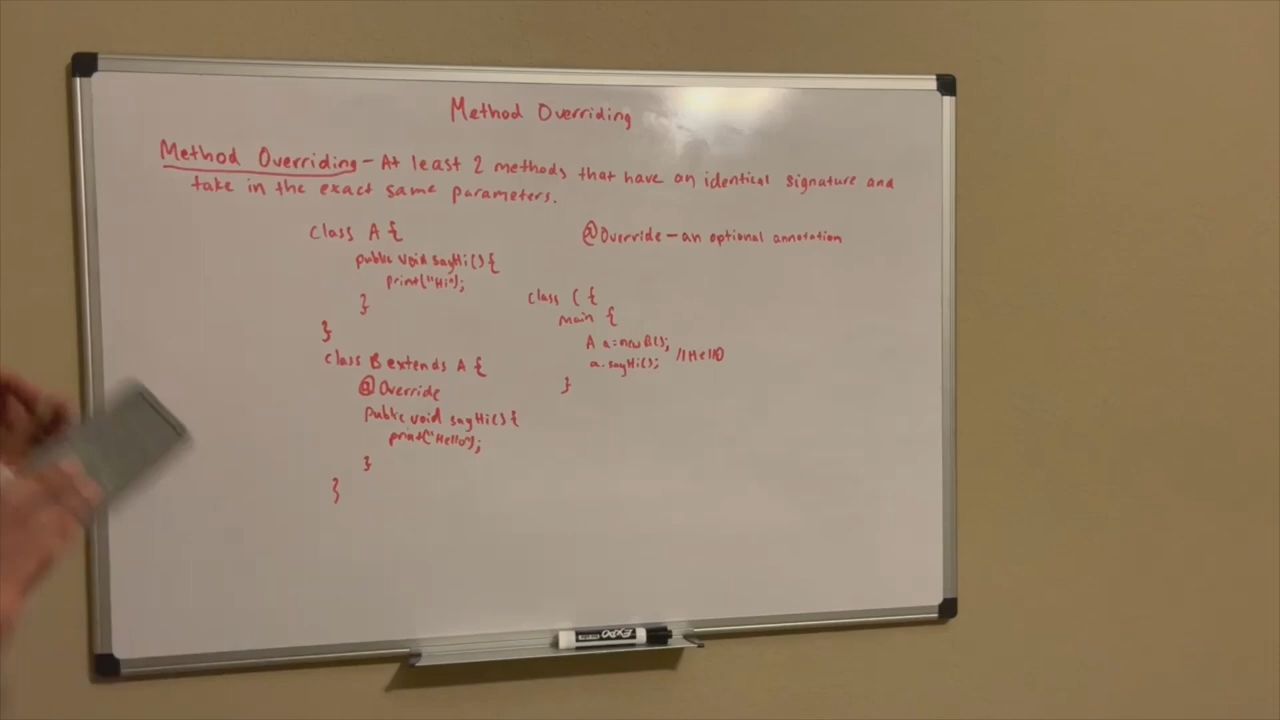 Method Overriding
Method Overriding - At least 2 methods that have an identical signature and
take in the exact same parameters.
class A {
public void sayHi() {
print("Hi");
}
}
class B extends A {
@Override
public void sayHi() {
print("Hello");
}
}
@Override - an optional annotation
class C {
main {
A a = new B();
a.sayHi(); //Hello
}
EXPO